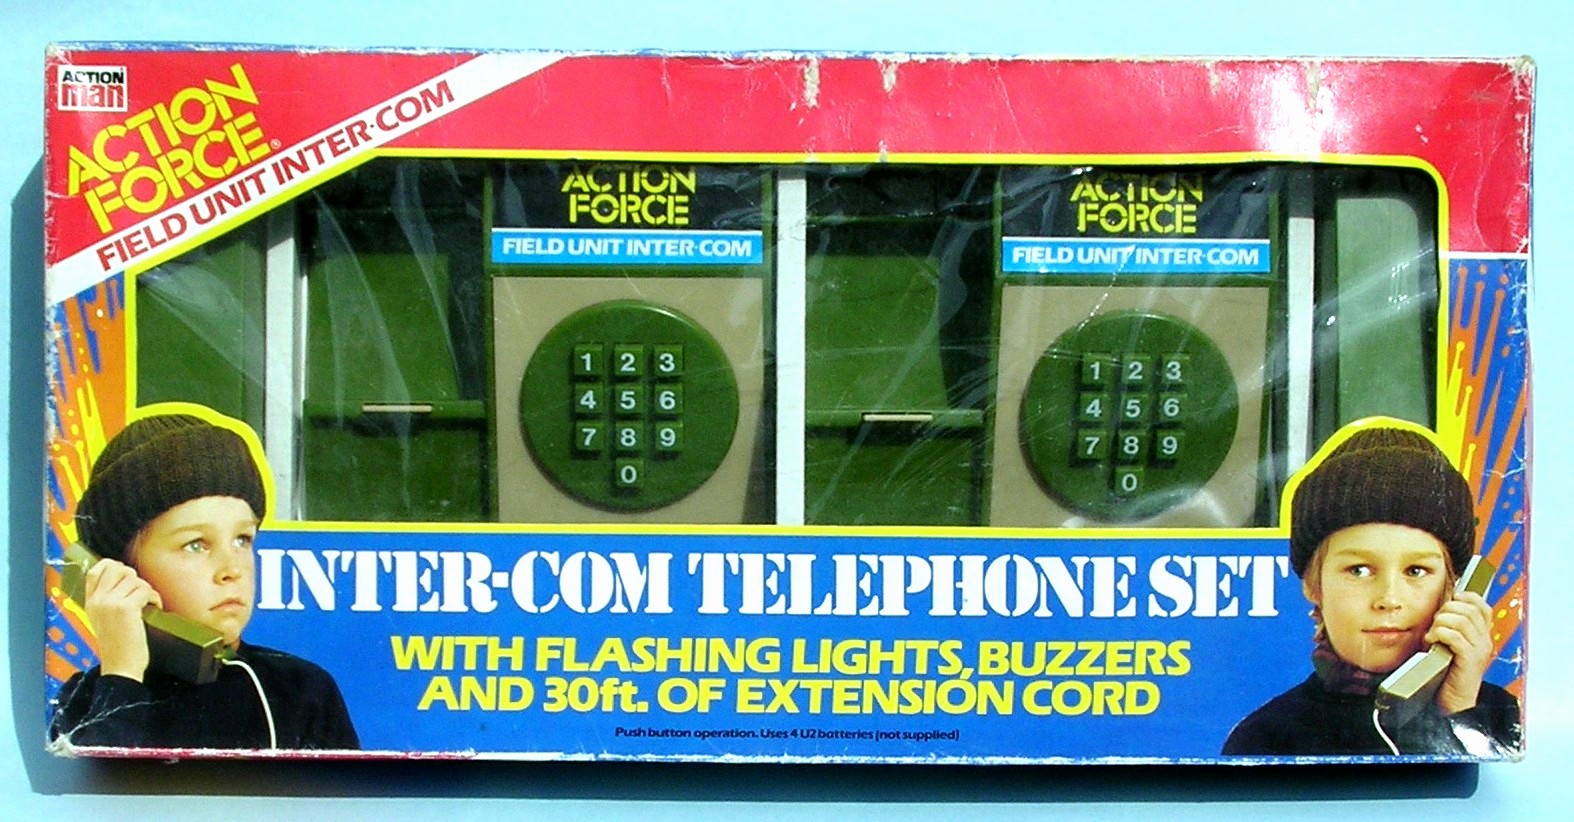 ACTION
man
ACTION
FORCE®
FIELD UNIT INTER·COM
ACTION
FORCE
FIELD UNIT INTER·COM
1 2 3
4 5 6
7 8 9
0
ACTION
FORCE
FIELD UNIT INTER·COM
1 2 3
4 5 6
7 8 9
0
INTER-COM TELEPHONE SET
WITH FLASHING LIGHTS, BUZZERS
AND 30ft. OF EXTENSION CORD
Push button operation. Uses 4 U2 batteries (not supplied)